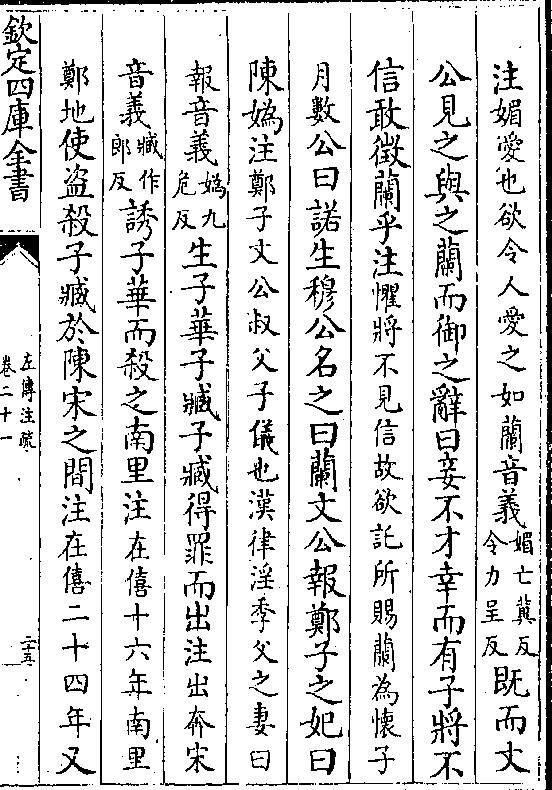 注媚愛也欲令人愛之如蘭音義媚亡冀反令力呈反既而文
公見之與之蘭而御之辭曰妾不才幸而有子將不
信敢徴蘭乎注懼將不見信故欲託所賜蘭為懷子
月數公曰諾生穆公名之曰蘭文公報鄭子之妃曰
陳媯注鄭子文公叔父子儀也漢律淫季父之妻曰
報音義媯九危反生子華子臧子臧得罪而出注出奔宋
音義臧作郎反誘子華而殺之南里注在僖十六年南里
鄭地使盗殺子臧於陳宋之間注在僖二十四年又
欽定四庫全書
左傳注疏
卷二十一
二十五